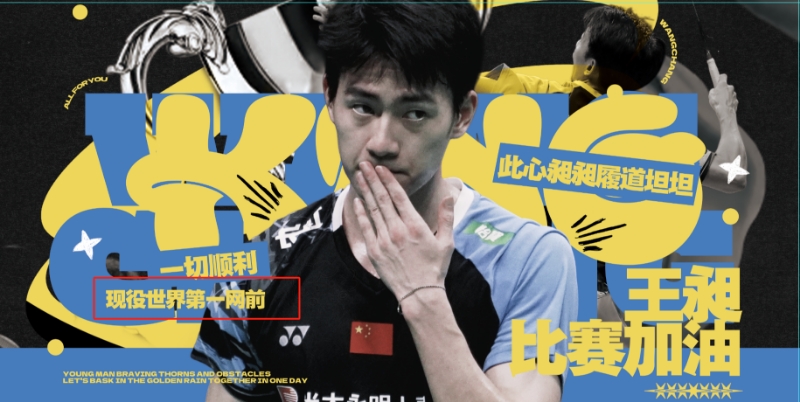 ALL FOR YOU
WANGCHANG
WANG
此心昶昶履道坦坦
一切顺利
现役世界第一网前
王昶
比赛加油
YONEX
YOUNG MAN BRAVING THORNS AND OBSTACLES
LET'S BASK IN THE GOLDEN RAIN TOGETHER IN ONE DAY